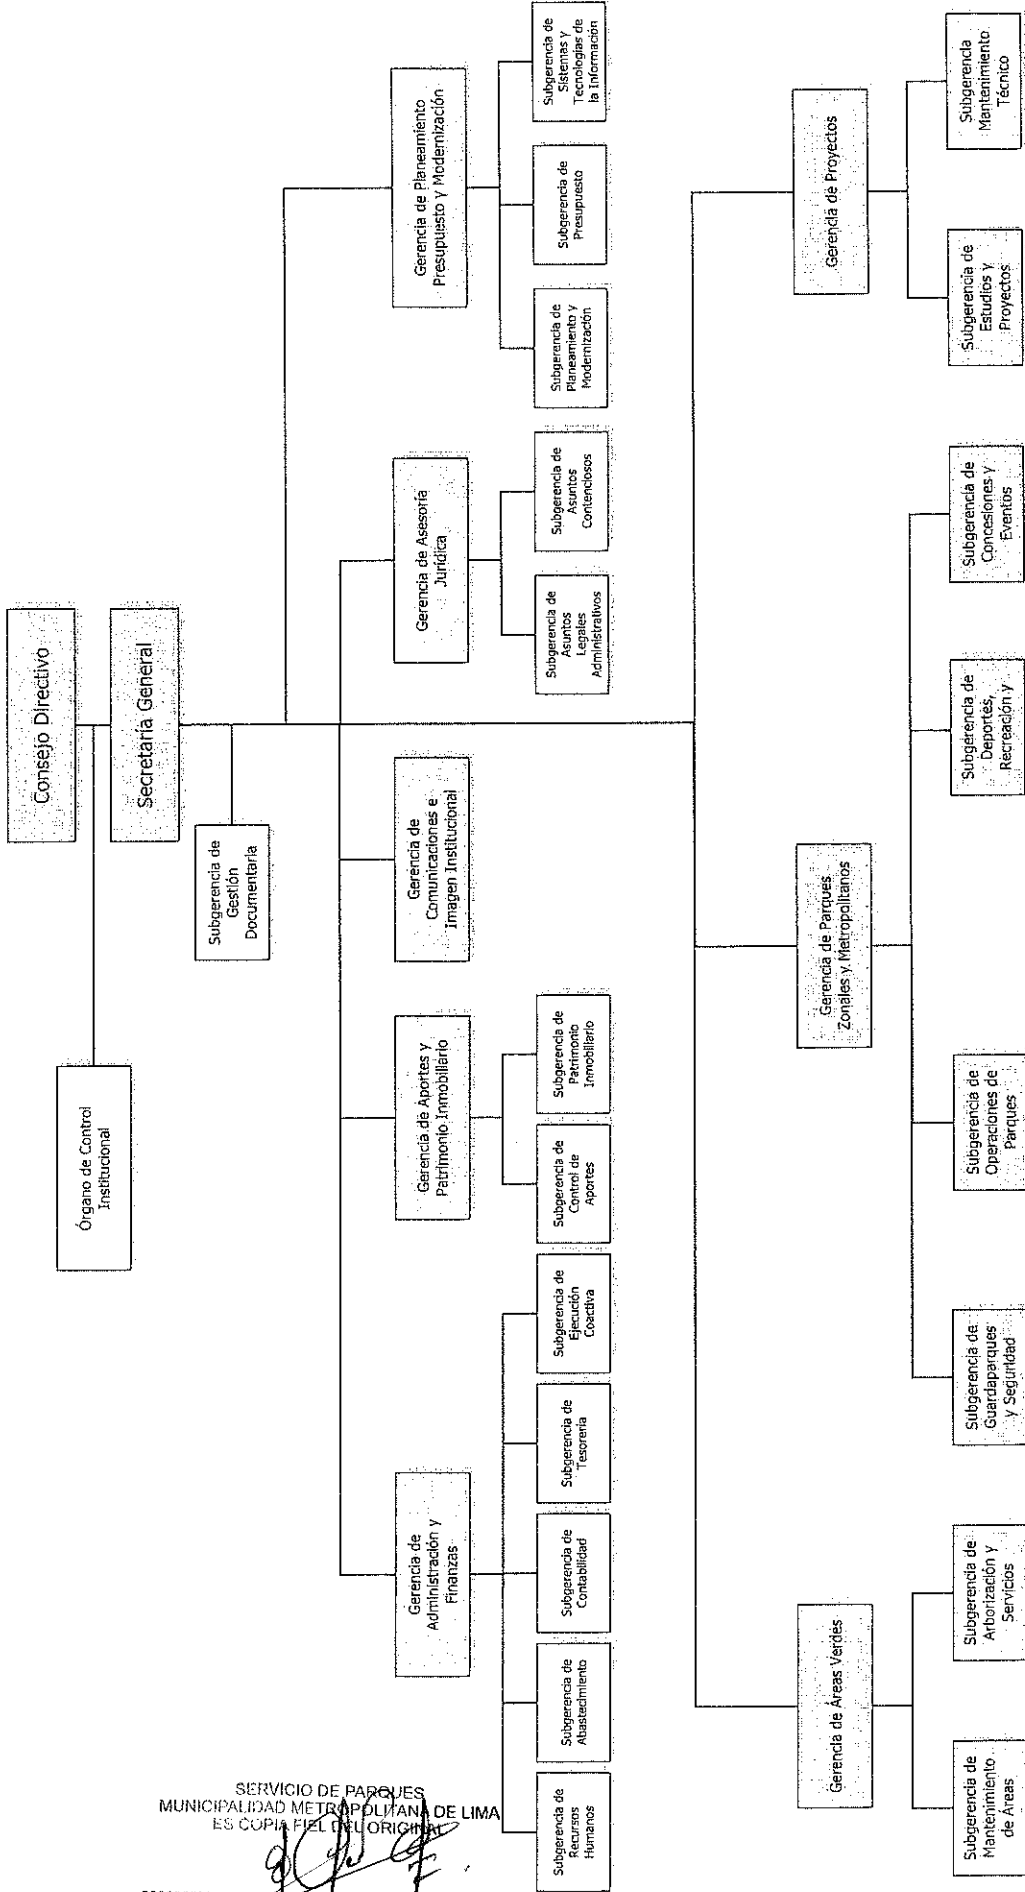 Consejo Directivo
Órgano de Control
Institucional
Secretaría General
Subgerencia de
Gestión
Documentaria
Gerencia de
Administración y
Finanzas
Gerencia de Aportes y
Patrimonio Inmobiliario
Gerencia de
Comunicaciones e
Imagen Institucional
Gerencia de Asesoría
Jurídica
Gerencia de Planeamiento
Presupuesto y Modernización
Subgerencia de
Recursos
Humanos
Subgerencia de
Abastecimiento
Subgerencia de
Contabilidad
Subgerencia de
Tesorería
Subgerencia de
Ejecución
Coactiva
Subgerencia de
Control de
Aportes
Subgerencia de
Patrimonio
Inmobiliario
Subgerencia de
Asuntos
Legales
Administrativos
Subgerencia de
Asuntos
Contenciosos
Subgerencia de
Planeamiento y
Modernización
Subgerencia de
Presupuesto
Subgerencia de
Sistemas y
Tecnologías de
la Información
Gerencia de Áreas Verdes
Gerencia de Parques
Zonales y Metropolitanos
Gerencia de Proyectos
Subgerencia de
Mantenimiento
de Áreas
Subgerencia de
Arborización y
Servicios
Subgerencia de
Guardaparques
y Seguridad
Subgerencia de
Operaciones de
Parques
Subgerencia de
Deportes,
Recreación y
Subgerencia de
Concesiones y
Eventos
Subgerencia de
Estudios y
Proyectos
Subgerencia
Mantenimiento
Técnico
SERVICIO DE PARQUES
MUNICIPALIDAD METROPOLITANA DE LIMA
ES COPIA FIEL DEL ORIGINAL